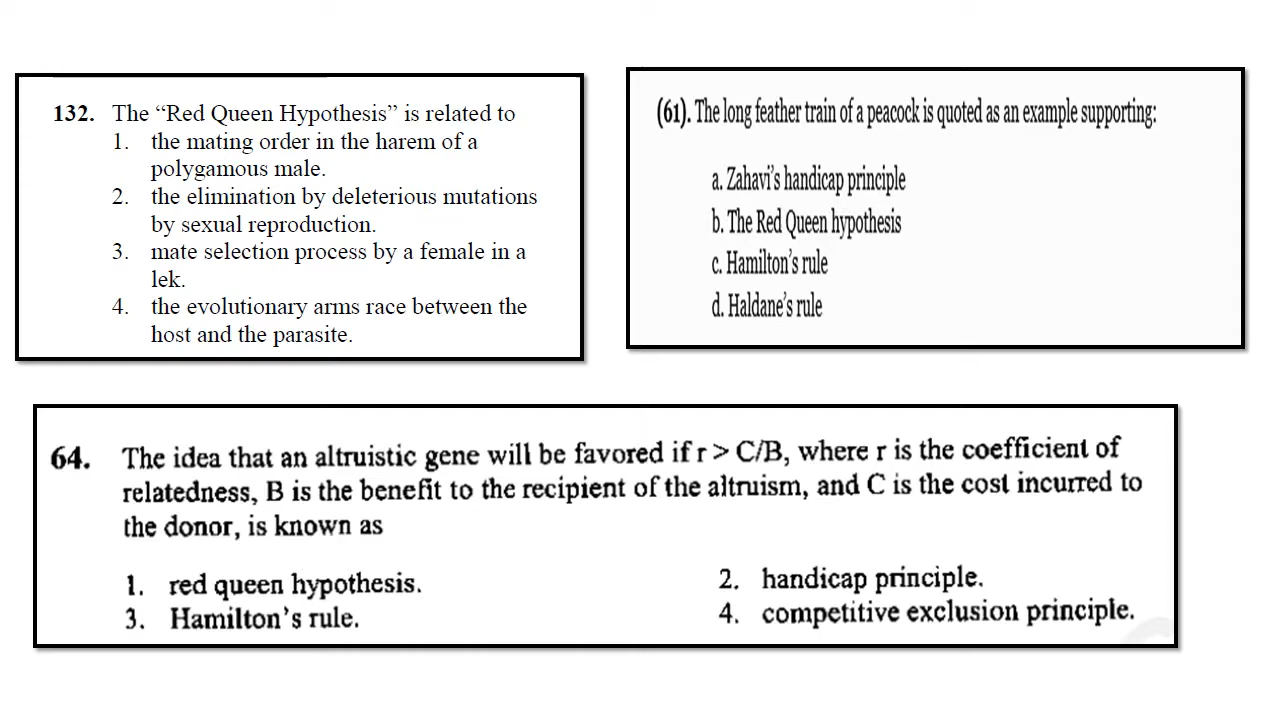 132. The “Red Queen Hypothesis” is related to
1. the mating order in the harem of a
polygamous male.
2. the elimination by deleterious mutations
by sexual reproduction.
3. mate selection process by a female in a
lek.
4. the evolutionary arms race between the
host and the parasite.
(61). The long feather train of a peacock is quoted as an example supporting:
a. Zahavi’s handicap principle
b. The Red Queen hypothesis
c. Hamilton’s rule
d. Haldane’s rule
64. The idea that an altruistic gene will be favored if r > C/B, where r is the coefficient of
relatedness, B is the benefit to the recipient of the altruism, and C is the cost incurred to
the donor, is known as
1. red queen hypothesis. 2. handicap principle.
3. Hamilton’s rule. 4. competitive exclusion principle.